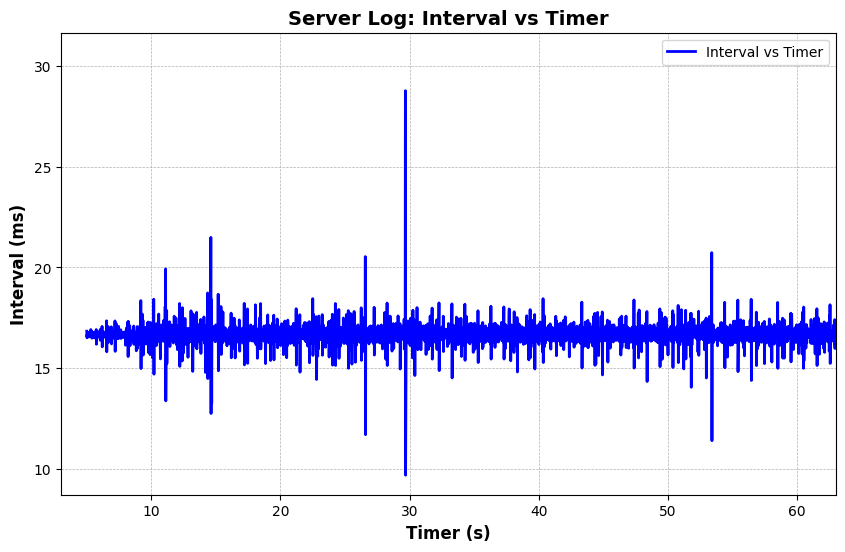 Server Log: Interval vs Timer
Interval vs Timer
30
25
20
15
10
Interval (ms)
10 20 30 40 50 60
Timer (s)